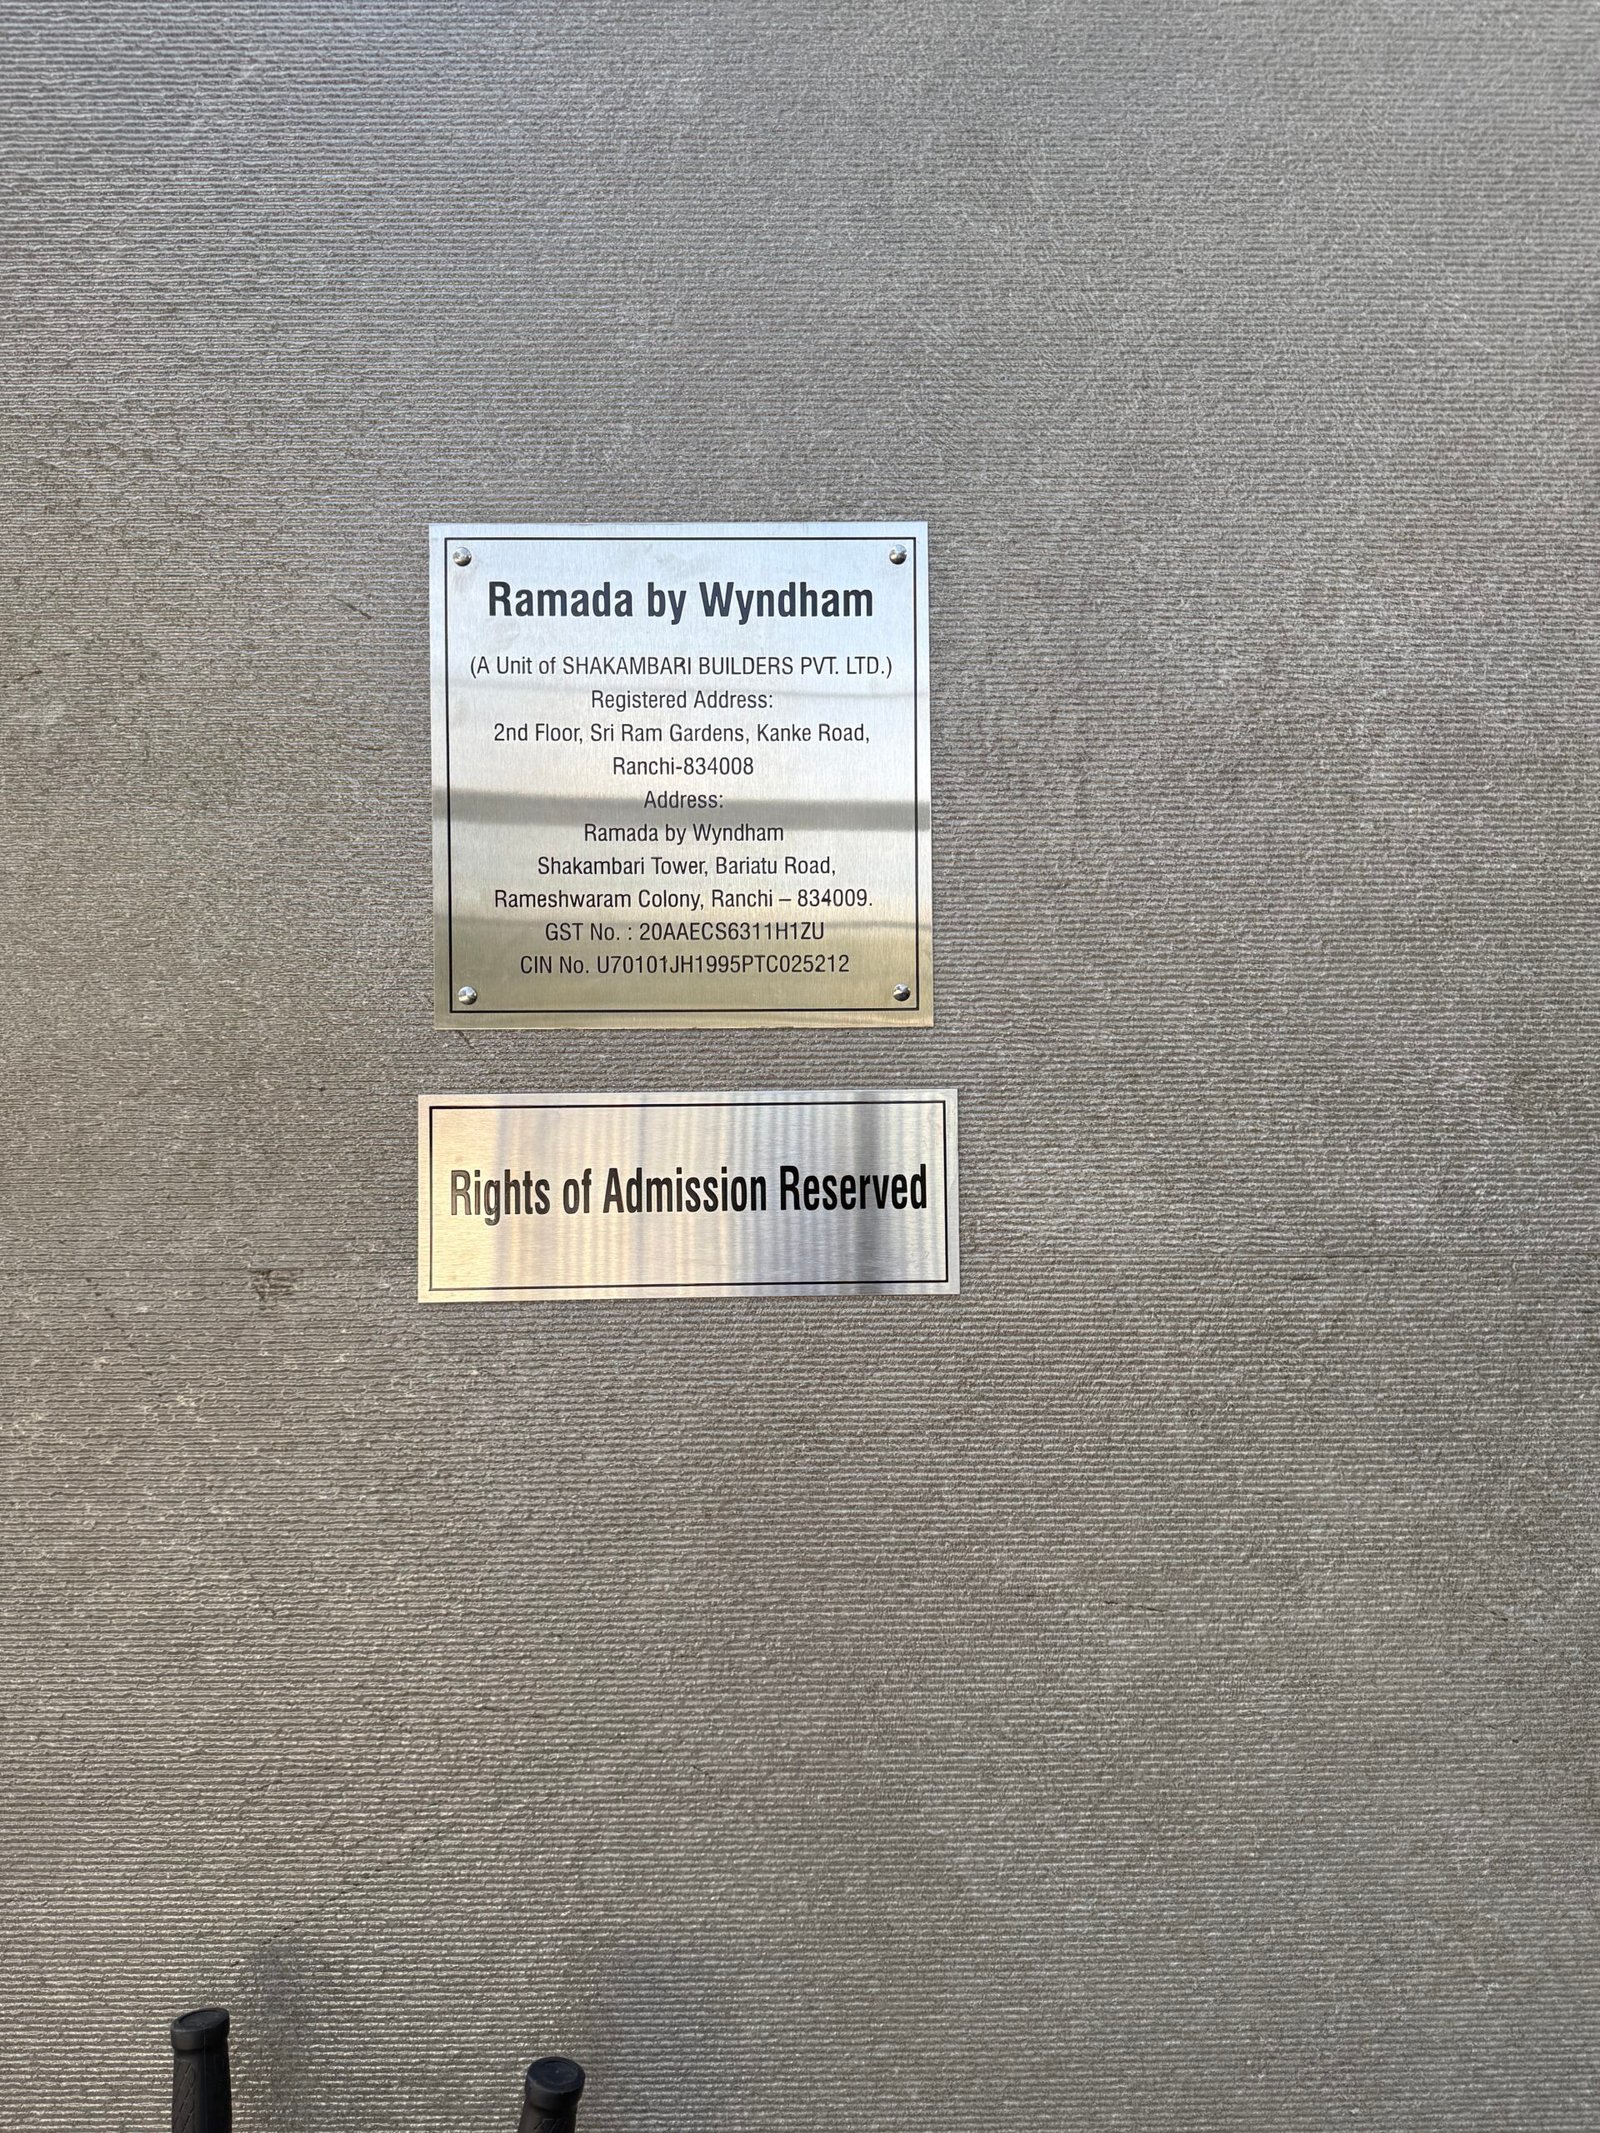 Ramada by Wyndham
(A Unit of SHAKAMBARI BUILDERS PVT. LTD.)
Registered Address:
2nd Floor, Sri Ram Gardens, Kanke Road,
Ranchi-834008
Address:
Ramada by Wyndham
Shakambari Tower, Bariatu Road,
Rameshwaram Colony, Ranchi – 834009.
GST No. : 20AAECS6311H1ZU
CIN No. U70101JH1995PTC025212
Rights of Admission Reserved